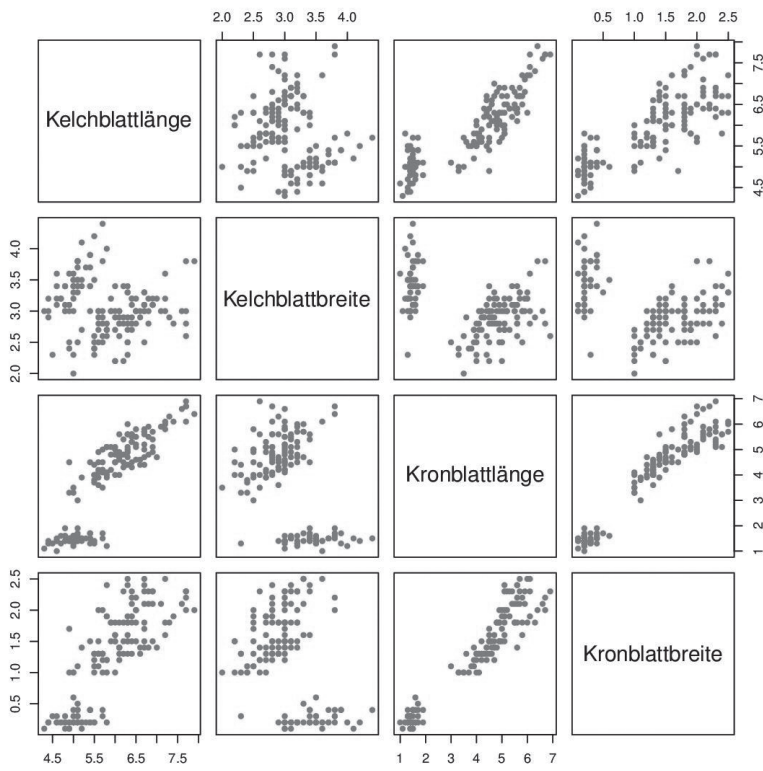 2.0 2.5 3.0 3.5 4.0
0.5 1.0 1.5 2.0 2.5
Kelchblattlänge
4.5 5.5 6.5 7.5
2.0 2.5 3.0 3.5 4.0
Kelchblattbreite
Kronblattlänge
1 2 3 4 5 6 7
0.5 1.0 1.5 2.0 2.5
Kronblattbreite
4.5 5.5 6.5 7.5
1 2 3 4 5 6 7